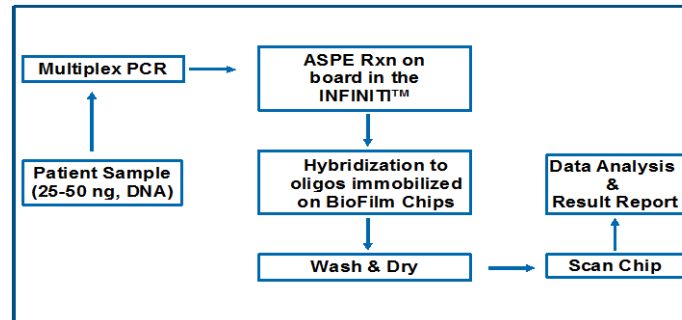 Multiplex PCR
ASPE Rxn on
board in the
INFINITI™
Patient Sample
(25-50 ng, DNA)
Hybridization to
oligos immobilized
on BioFilm Chips
Data Analysis
&
Result Report
Wash & Dry
Scan Chip